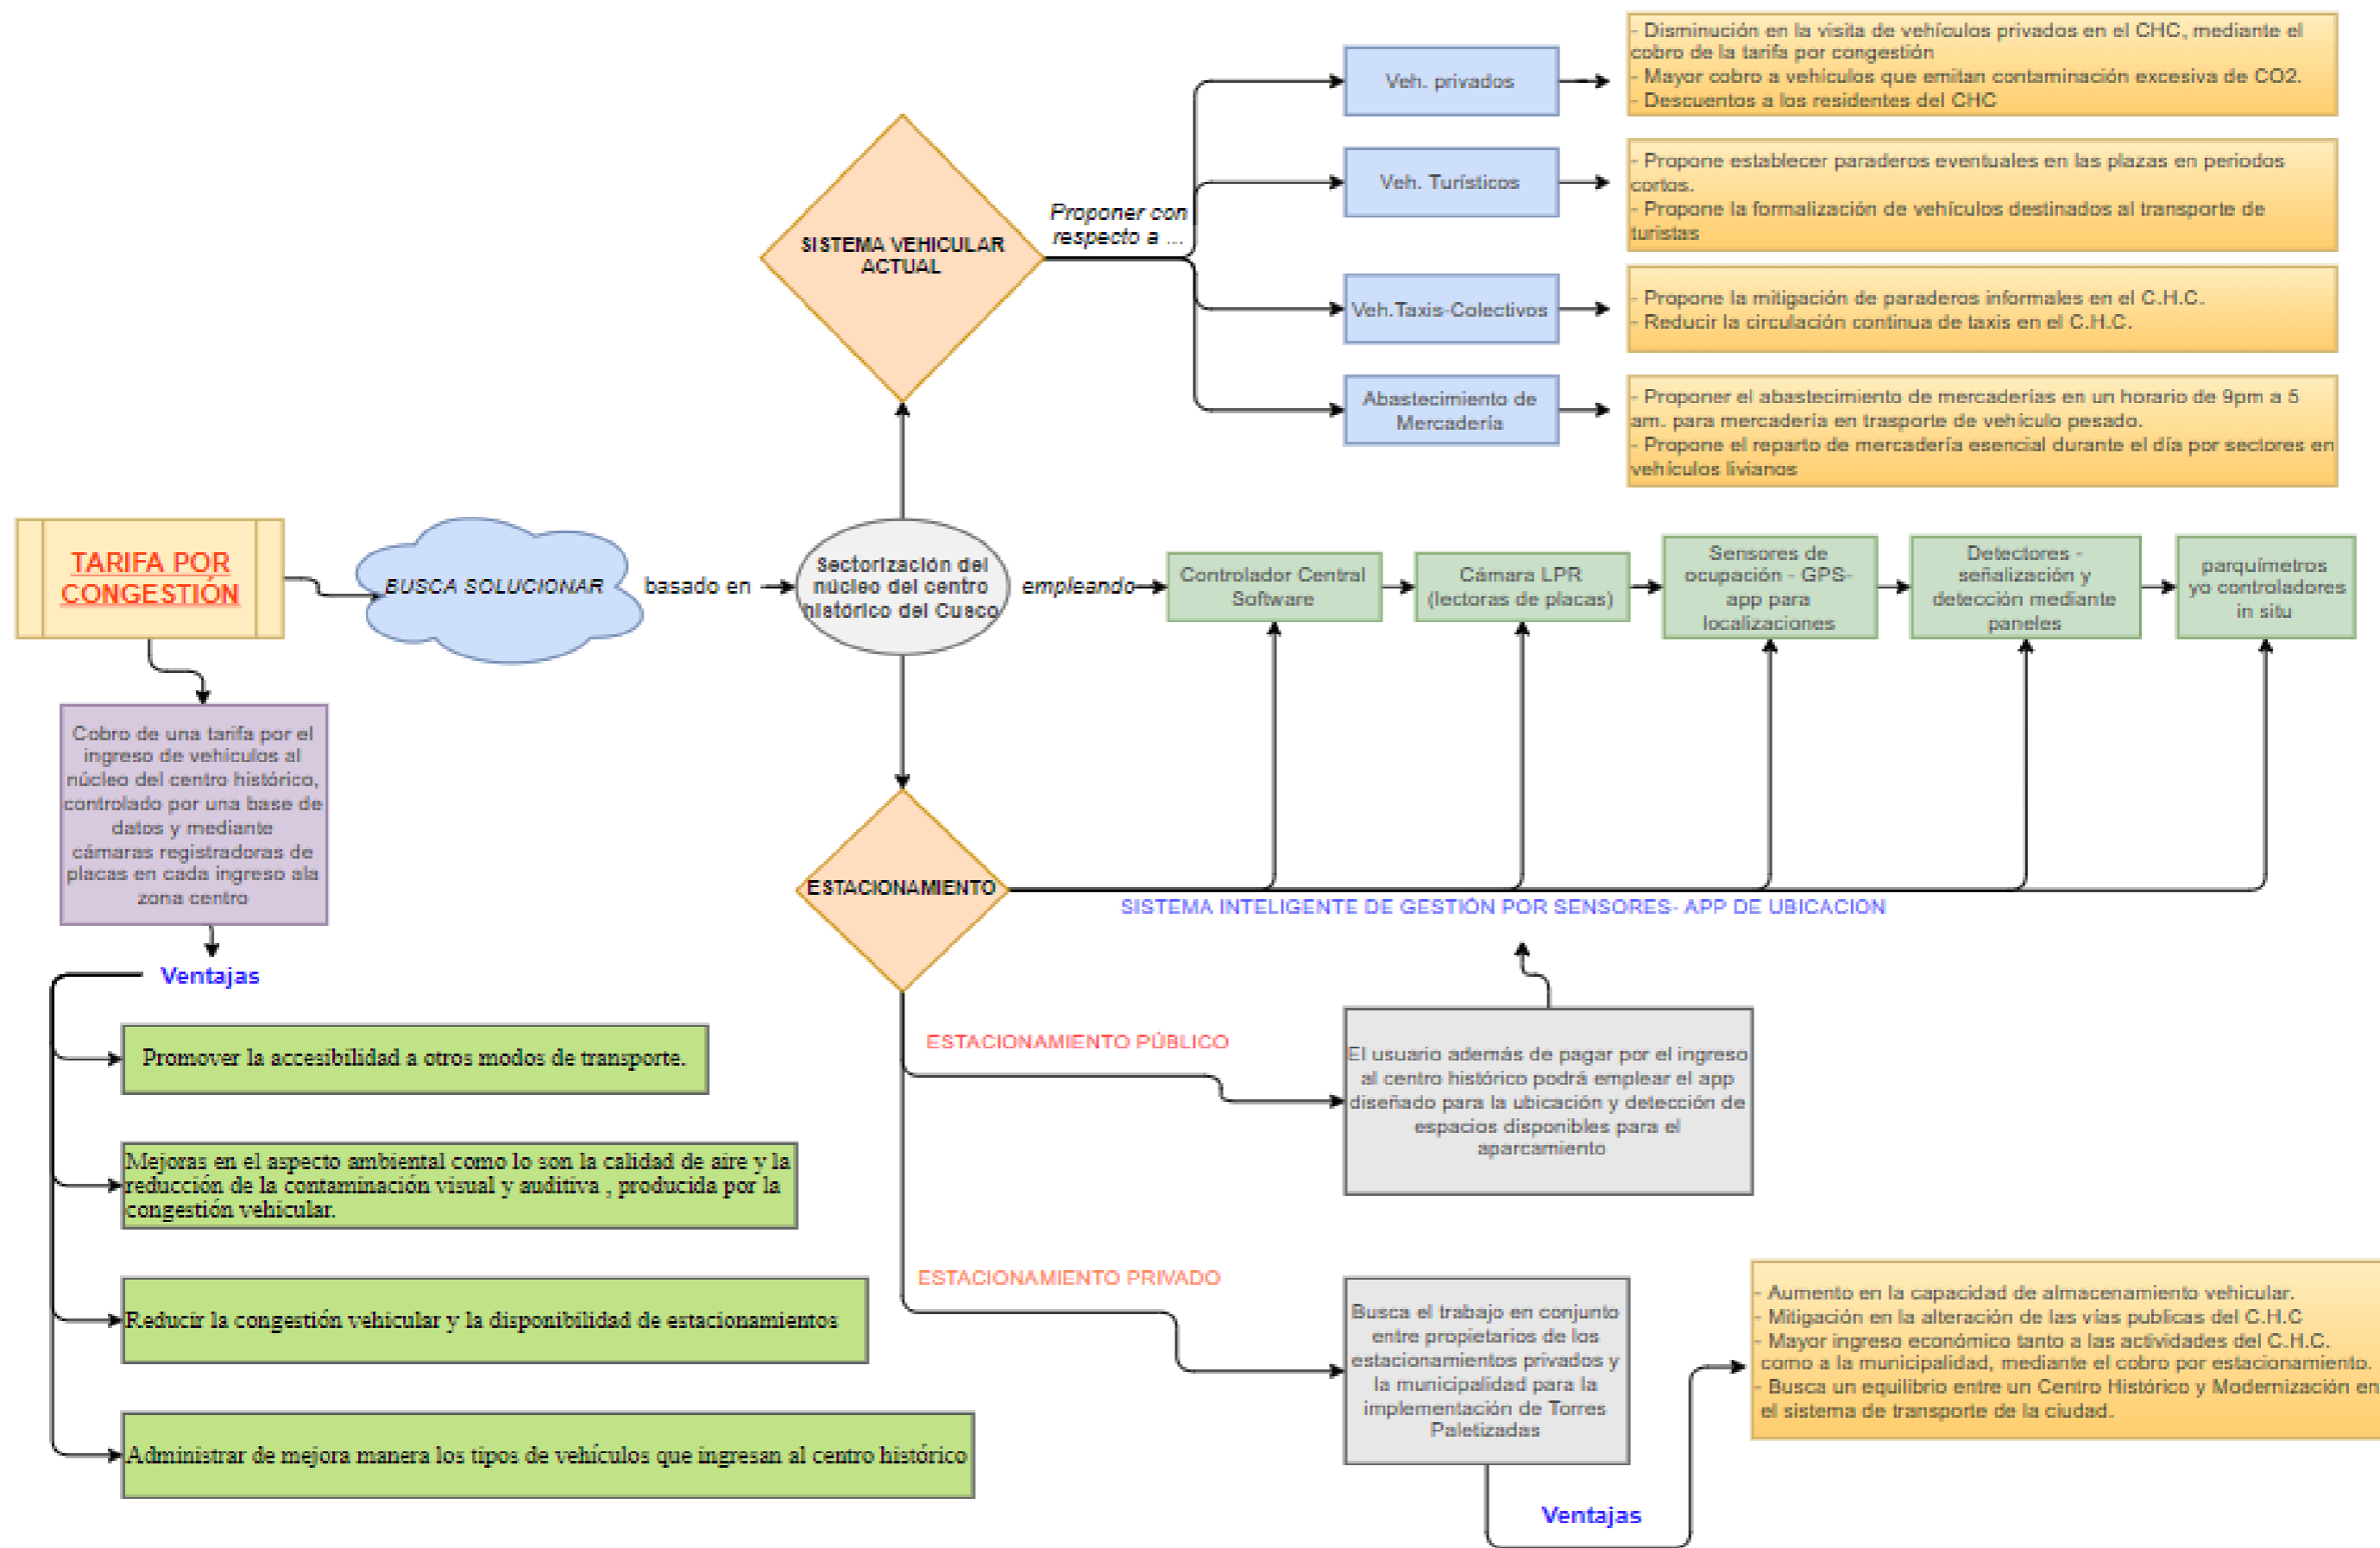 - Disminución en la visita de vehículos privados en el CHC, mediante el
cobro de la tarifa por congestión
- Mayor cobro a vehículos que emitan contaminación excesiva de CO2.
- Descuentos a los residentes del CHC
Veh. privados
- Propone establecer paraderos eventuales en las plazas en periodos
cortos.
- Propone la formalización de vehículos destinados al transporte de
turistas
Veh. Turísticos
Proponer con
respecto a ...
SISTEMA VEHICULAR
ACTUAL
Veh.Taxis-Colectivos
- Propone la mitigación de paraderos informales en el C.H.C.
- Reducir la circulación continua de taxis en el C.H.C.
Abastecimiento de
Mercadería
- Proponer el abastecimiento de mercaderías en un horario de 9pm a 5
am. para mercadería en trasporte de vehículo pesado.
- Propone el reparto de mercadería esencial durante el día por sectores en
vehículos livianos
TARIFA POR
CONGESTIÓN
BUSCA SOLUCIONAR
basado en
Sectorización del
núcleo del centro
histórico del Cusco
empleando
Controlador Central
Software
Cámara LPR
(lectoras de placas)
Sensores de
ocupación - GPS-
app para
localizaciones
Detectores -
señalización y
detección mediante
paneles
parquímetros
yo controladores
in situ
Cobro de una tarifa por el
ingreso de vehículos al
núcleo del centro histórico,
controlado por una base de
datos y mediante
cámaras registradoras de
placas en cada ingreso ala
zona centro
ESTACIONAMIENTO
SISTEMA INTELIGENTE DE GESTIÓN POR SENSORES- APP DE UBICACION
Ventajas
Promover la accesibilidad a otros modos de transporte.
Mejoras en el aspecto ambiental como lo son la calidad de aire y la
reducción de la contaminación visual y auditiva , producida por la
congestión vehicular.
Reducir la congestión vehicular y la disponibilidad de estacionamientos
Administrar de mejora manera los tipos de vehículos que ingresan al centro histórico
ESTACIONAMIENTO PÚBLICO
El usuario además de pagar por el ingreso
al centro histórico podrá emplear el app
diseñado para la ubicación y detección de
espacios disponibles para el
aparcamiento
ESTACIONAMIENTO PRIVADO
Busca el trabajo en conjunto
entre propietarios de los
estacionamientos privados y
la municipalidad para la
implementación de Torres
Paletizadas
Ventajas
- Aumento en la capacidad de almacenamiento vehicular.
- Mitigación en la alteración de las vías publicas del C.H.C
- Mayor ingreso económico tanto a las actividades del C.H.C.
como a la municipalidad, mediante el cobro por estacionamiento.
- Busca un equilibrio entre un Centro Histórico y Modernización en
el sistema de transporte de la ciudad.